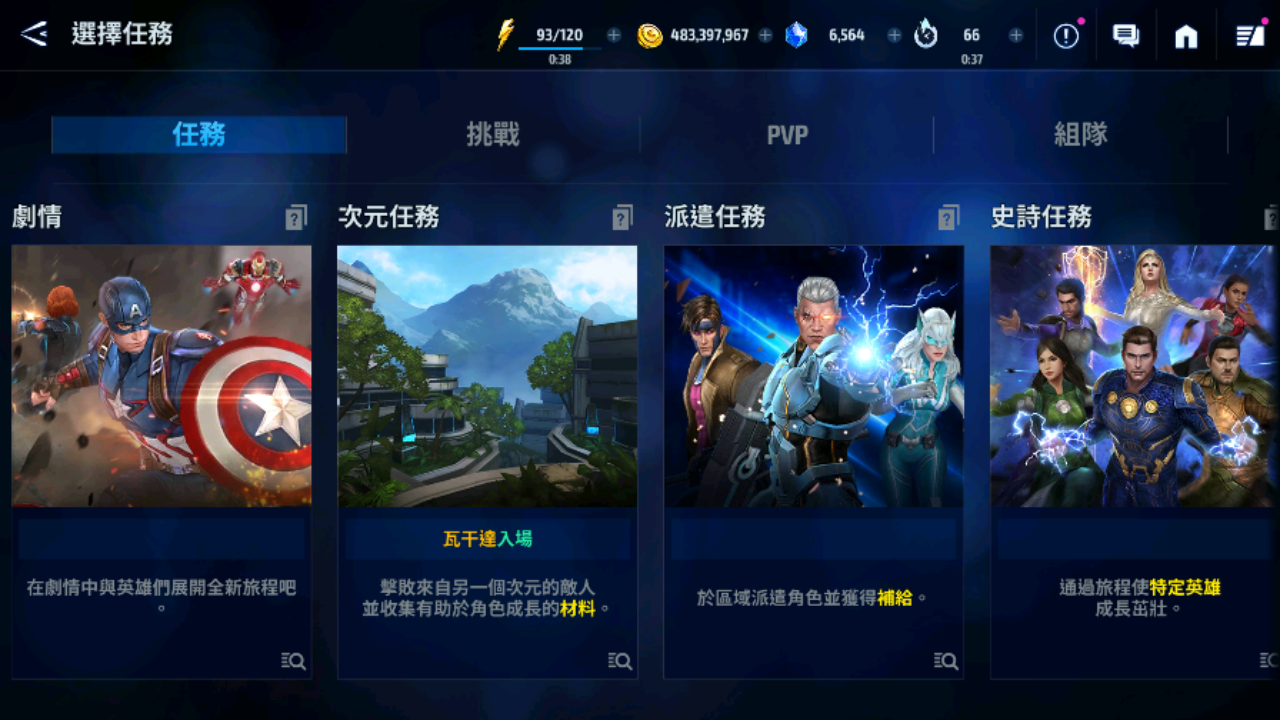 選擇任務
93/120
483,397,967
6,564
66
0:38
0:37
任務
挑戰
PVP
組隊
劇情
次元任務
派遣任務
史詩任務
在劇情中與英雄們展開全新旅程吧
。
瓦干達入場
擊敗來自另一個次元的敵人
並收集有助於角色成長的材料。
於區域派遣角色並獲得補給。
通過旅程使特定英雄
成長茁壯。